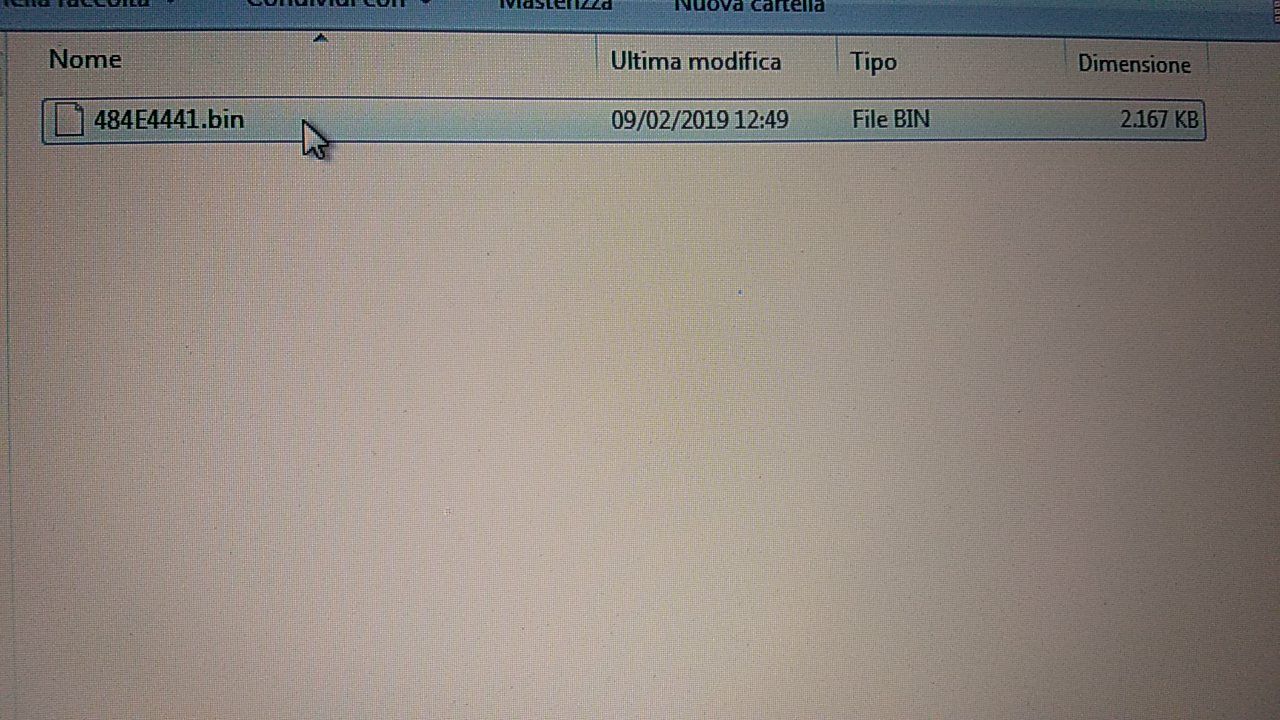 nella raccolta Condividi con Masterizza Nuova cartella
Nome Ultima modifica Tipo Dimensione
484E4441.bin 09/02/2019 12:49 File BIN 2.167 KB